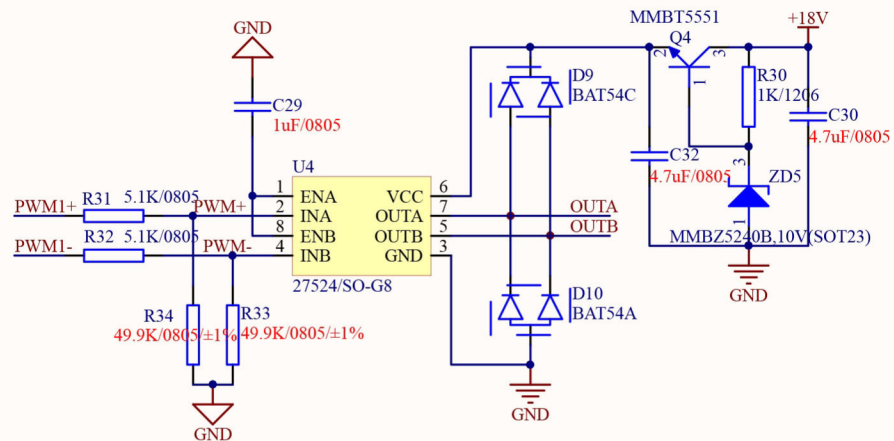 MMBT5551
+18V
GND
Q4
2
3
1
D9
BAT54C
R30
1K/1206
C30
4.7uF/0805
C29
1uF/0805
C32
4.7uF/0805
3
ZD5
1
MMBZ5240B,10V(SOT23)
GND
U4
1
ENA
VCC
6
2
INA
OUTA
7
8
ENB
OUTB
5
4
INB
GND
3
27524/SO-G8
PWM1+
R31
5.1K/0805
PWM+
PWM1-
R32
5.1K/0805
PWM-
OUTA
OUTB
R34
49.9K/0805/±1%
R33
49.9K/0805/±1%
GND
D10
BAT54A
GND